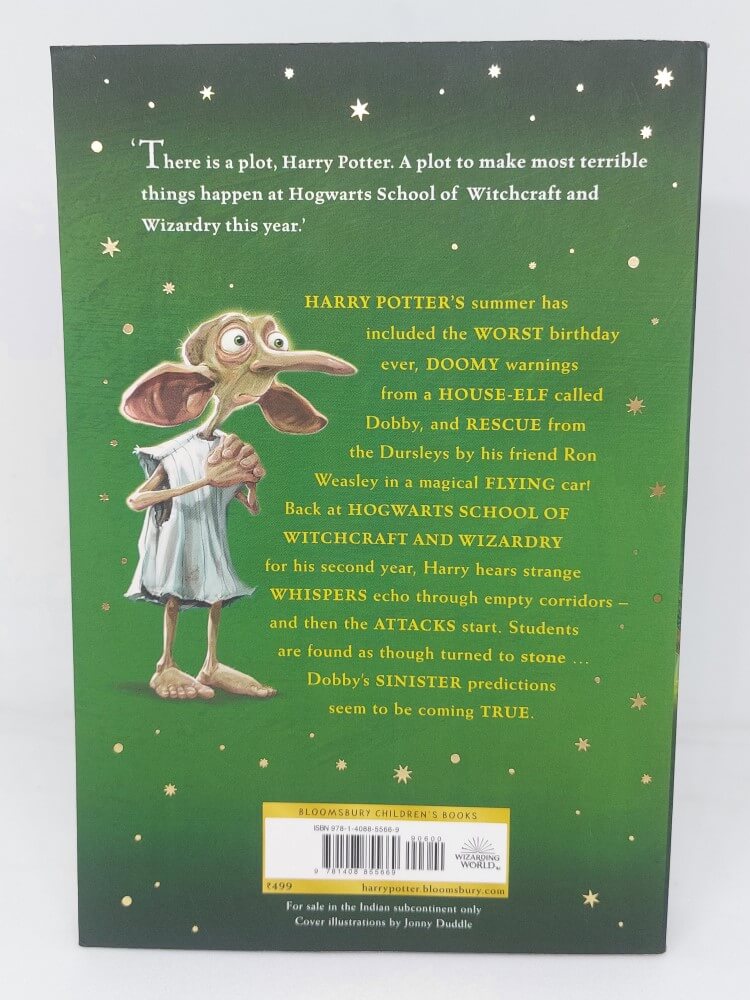 ‘There is a plot, Harry Potter. A plot to make most terrible
things happen at Hogwarts School of Witchcraft and
Wizardry this year.’
HARRY POTTER’S summer has
included the WORST birthday
ever, DOOMY warnings
from a HOUSE-ELF called
Dobby, and RESCUE from
the Dursleys by his friend Ron
Weasley in a magical FLYING car!
Back at HOGWARTS SCHOOL OF
WITCHCRAFT AND WIZARDRY
for his second year, Harry hears strange
WHISPERS echo through empty corridors –
and then the ATTACKS start. Students
are found as though turned to stone ...
Dobby’s SINISTER predictions
seem to be coming TRUE.
BLOOMSBURY CHILDREN’S BOOKS
ISBN 978-1-4088-5566-9
90600
9 781408 855669
WIZARDING
WORLD
₹499
harrypotter.bloomsbury.com
For sale in the Indian subcontinent only
Cover illustrations by Jonny Duddle